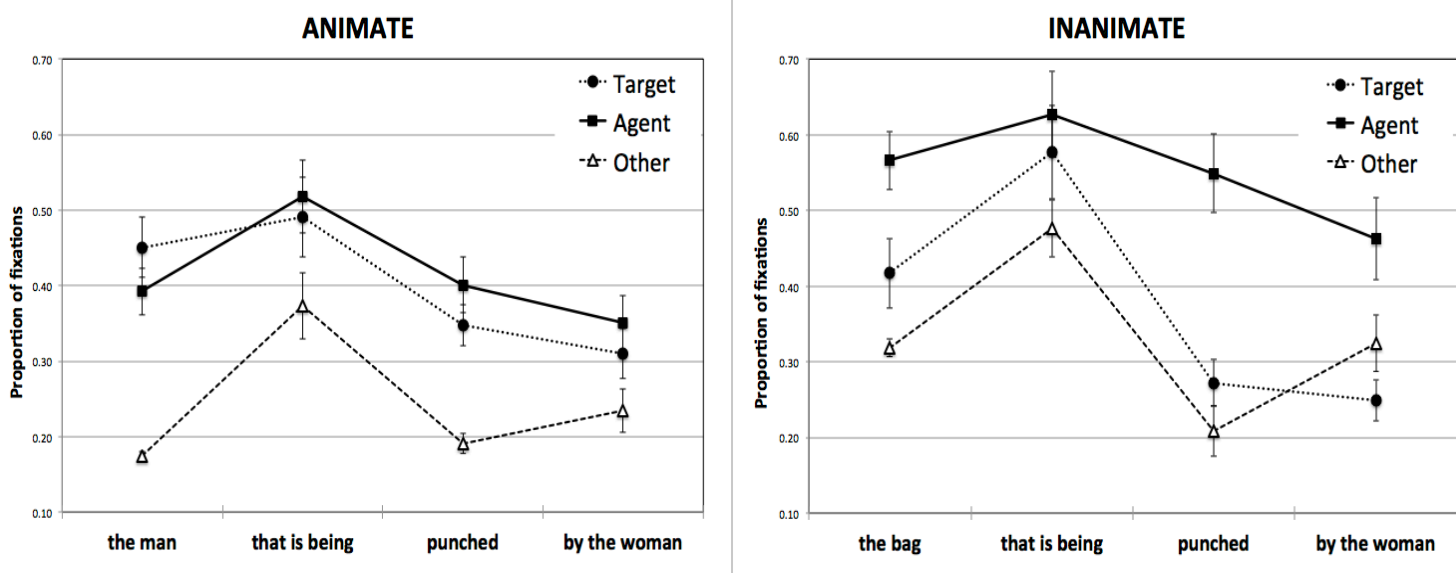 ANIMATE
0.70
0.60
0.50
0.40
0.30
0.20
0.10
Proportion of fixations
Target
Agent
Other
the man
that is being
punched
by the woman
INANIMATE
0.70
0.60
0.50
0.40
0.30
0.20
0.10
Proportion of fixations
Target
Agent
Other
the bag
that is being
punched
by the woman